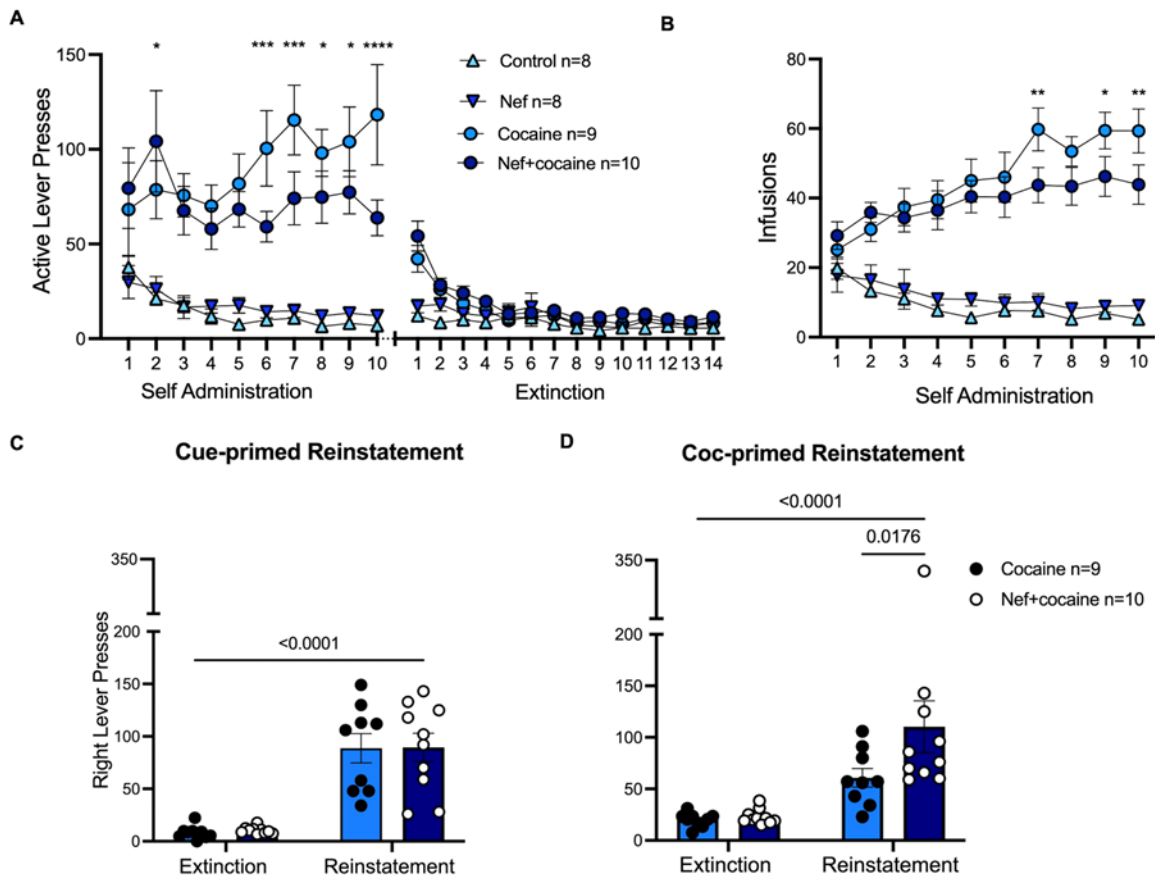 A
Active Lever Presses
150
100
50
0
* *** *** * * ****
Control n=8
Nef n=8
Cocaine n=9
Nef+cocaine n=10
1 2 3 4 5 6 7 8 9 10
1 2 3 4 5 6 7 8 9 10 11 12 13 14
Self Administration
Extinction
B
Infusions
80
60
40
20
0
** * **
1 2 3 4 5 6 7 8 9 10
Self Administration
C
Cue-primed Reinstatement
Right Lever Presses
350
200
150
100
50
0
<0.0001
Extinction Reinstatement
D
Coc-primed Reinstatement
350
200
150
100
50
0
<0.0001
0.0176
Cocaine n=9
Nef+cocaine n=10
Extinction Reinstatement